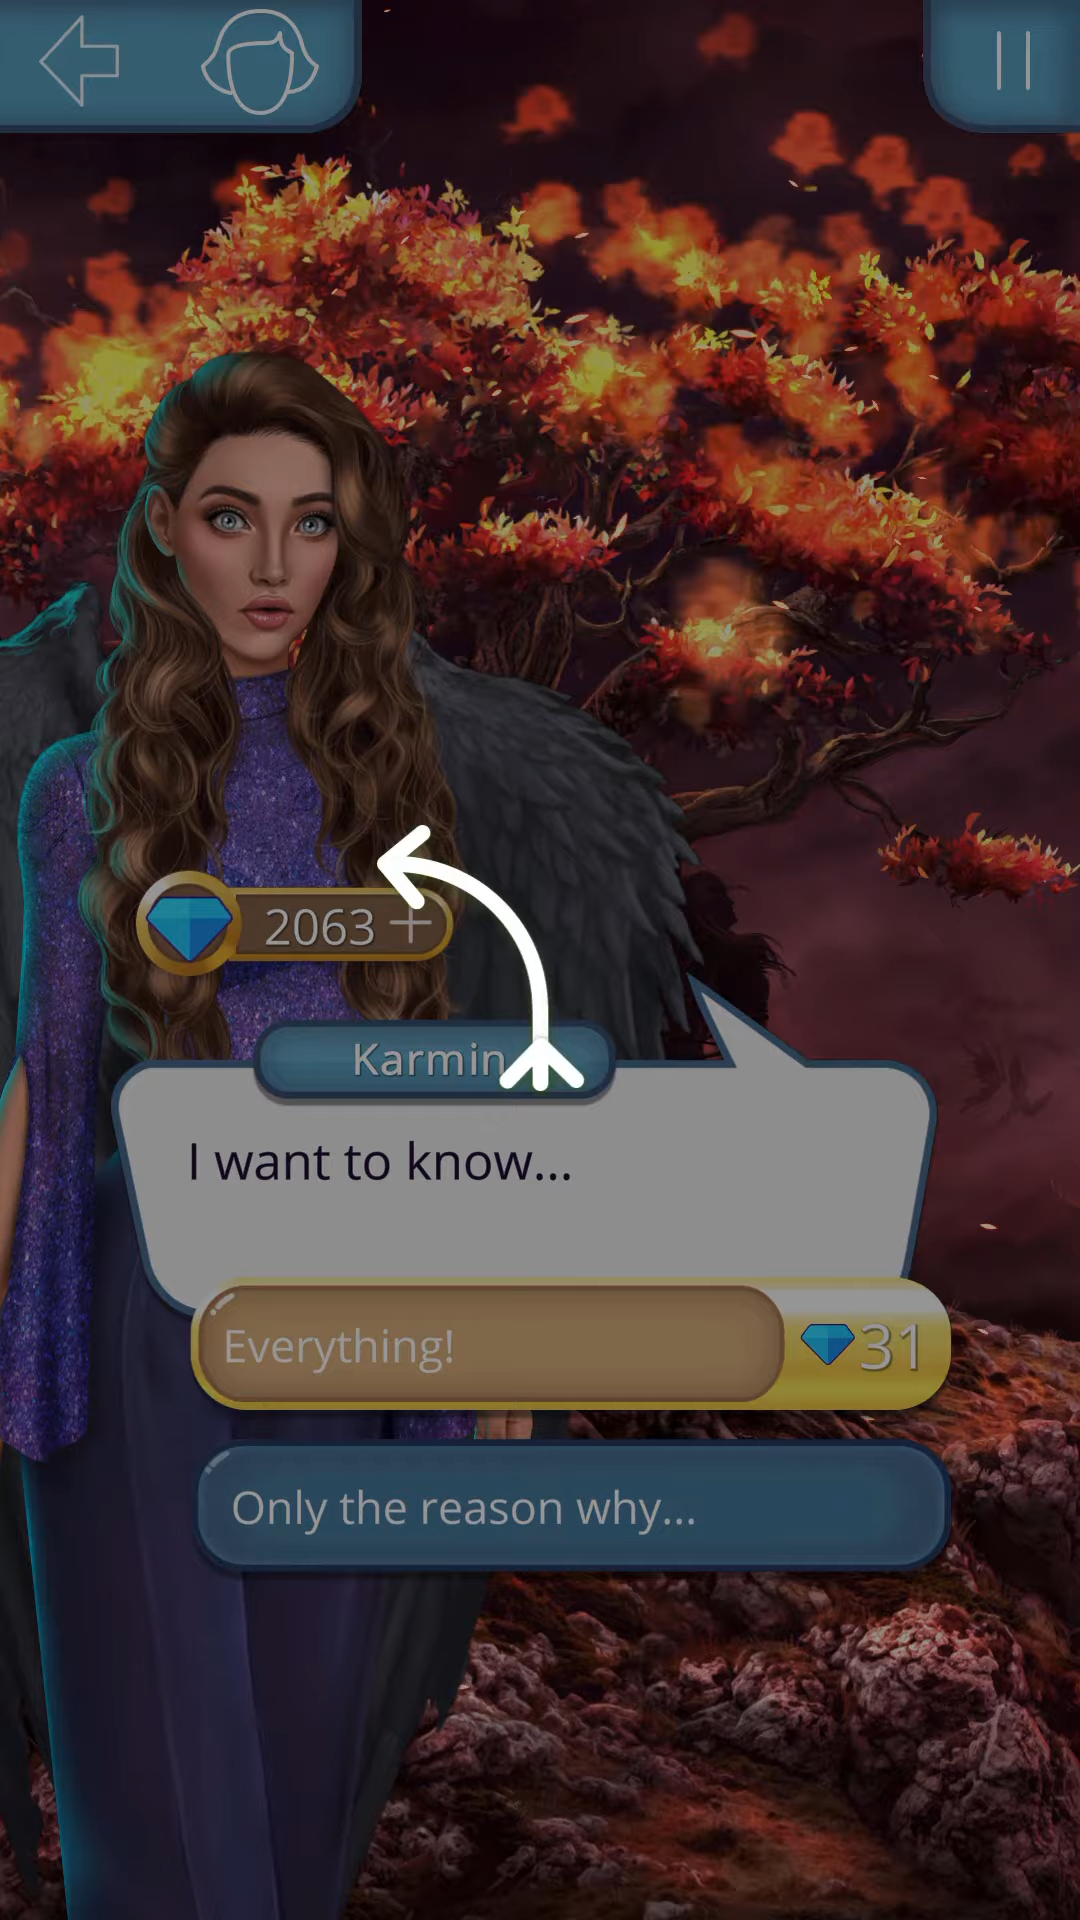 2063 +
Karmin
I want to know...
Everything!
31
Only the reason why...